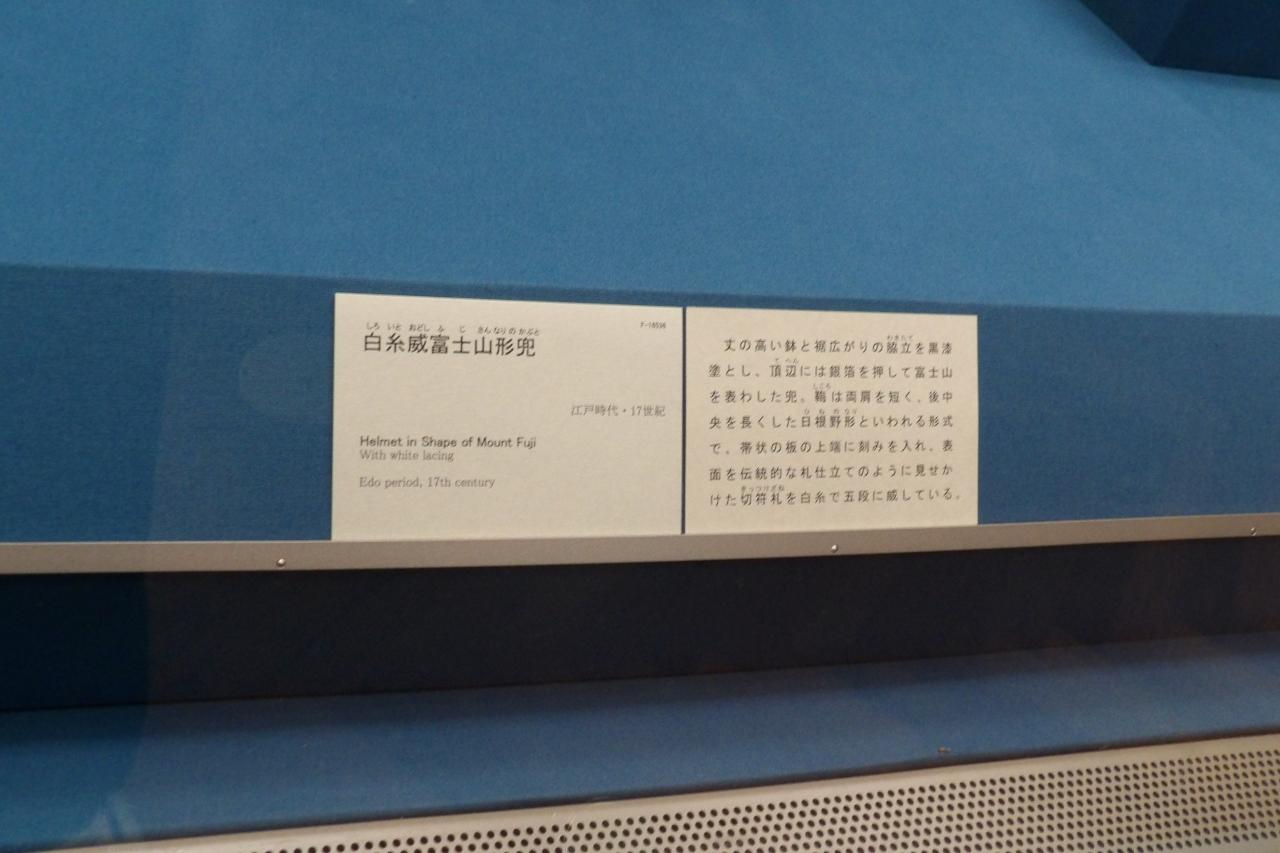 しろ いと おどし ふ じ さん なり の かぶと
白糸威富士山形兜
F-16596
江戸時代・17世紀
Helmet in Shape of Mount Fuji
With white lacing
Edo period, 17th century
わきだて
丈の高い鉢と裾広がりの脇立を黒漆
て へん
塗とし、頂辺には銀箔を押して富士山
しころ
を表わした兜。鞠は両肩を短く、後中
ひ ね の なり
央を長くした日根野形といわれる形式
で、帯状の板の上端に刻みを入れ、表
面を伝統的な札仕立てのように見せか
きっつけざね
けた切符札を白糸で五段に威している。